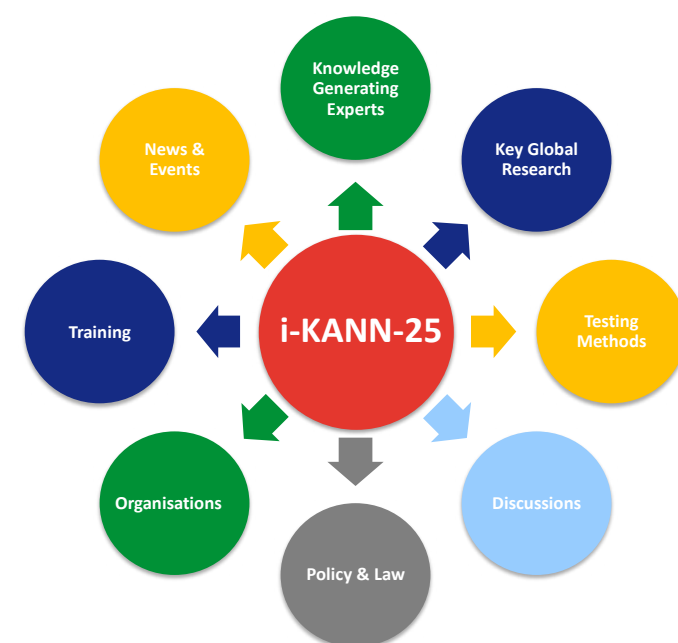 Knowledge
Generating
Experts
News &
Events
Key Global
Research
Training
i-KANN-25
Testing
Methods
Organisations
Discussions
Policy & Law